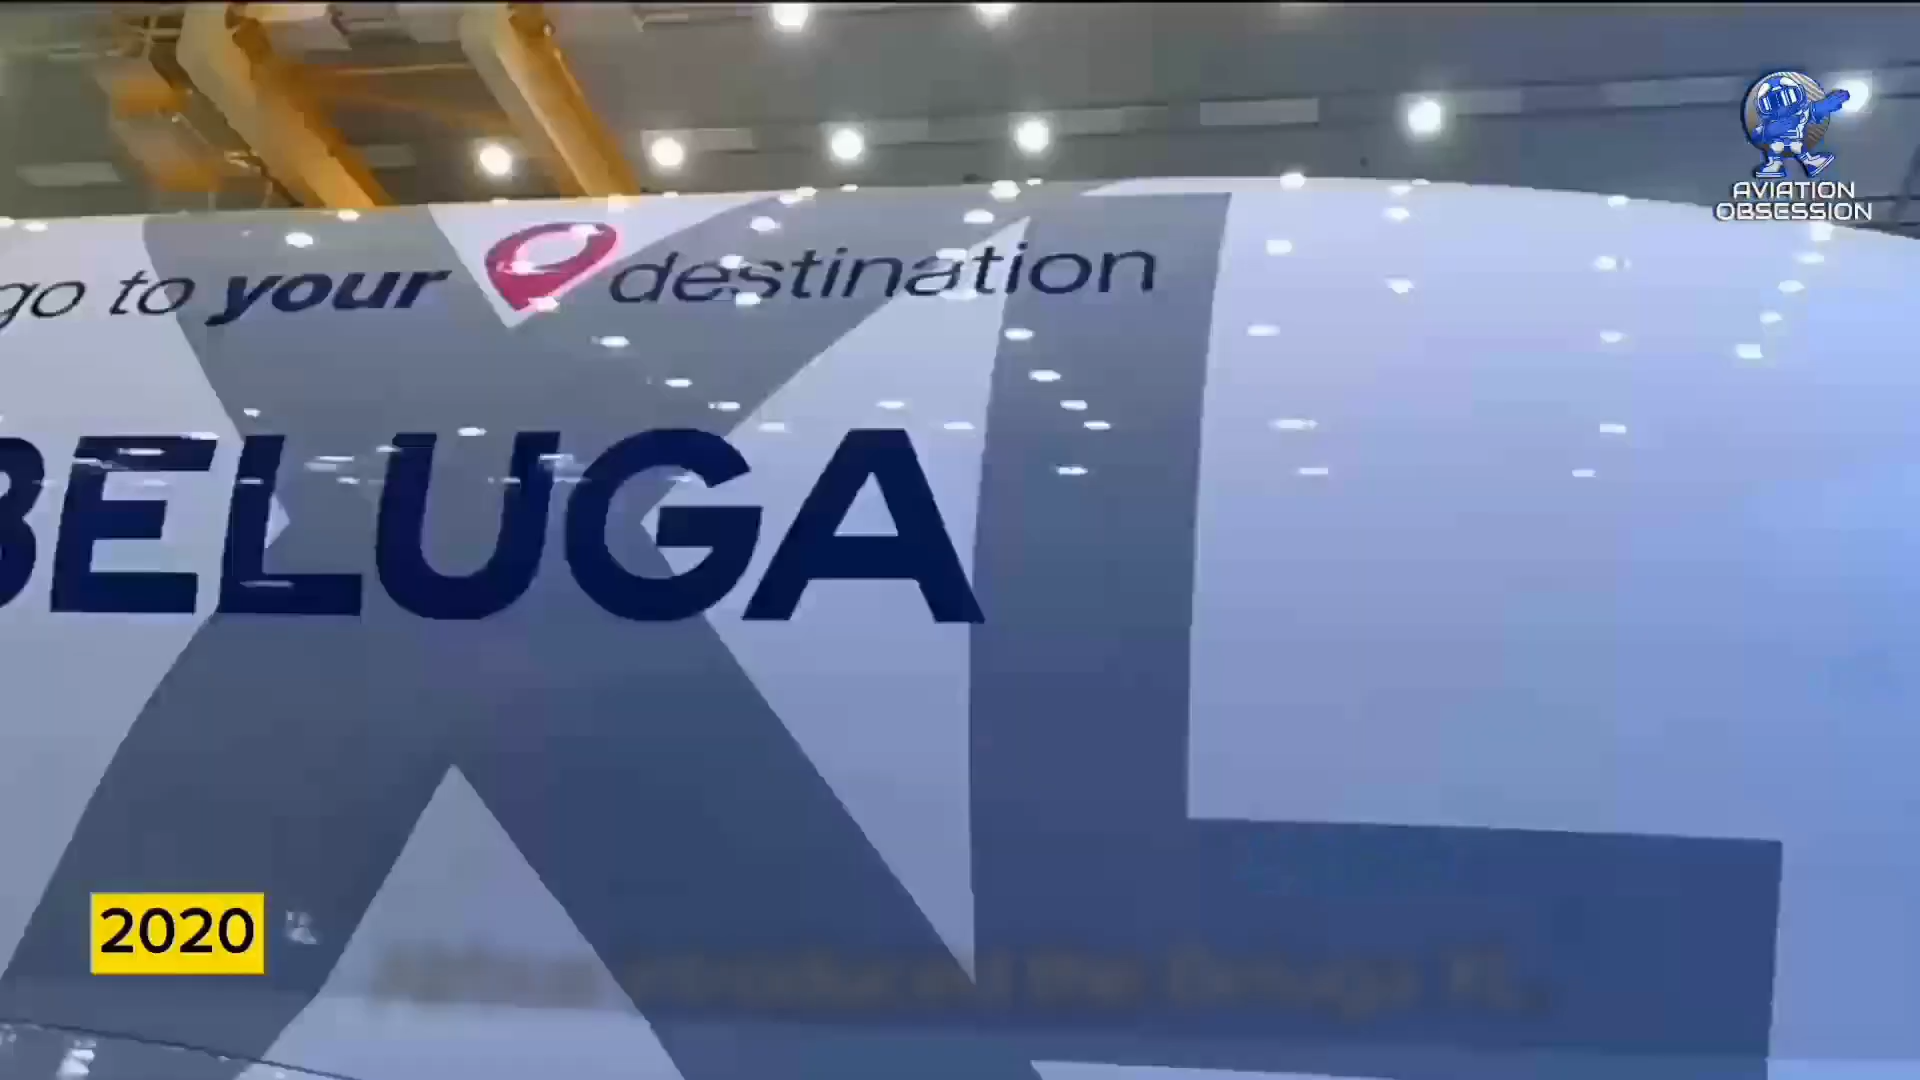 AVIATION
OBSESSION
go to your destination
BELUGA
XL
2020